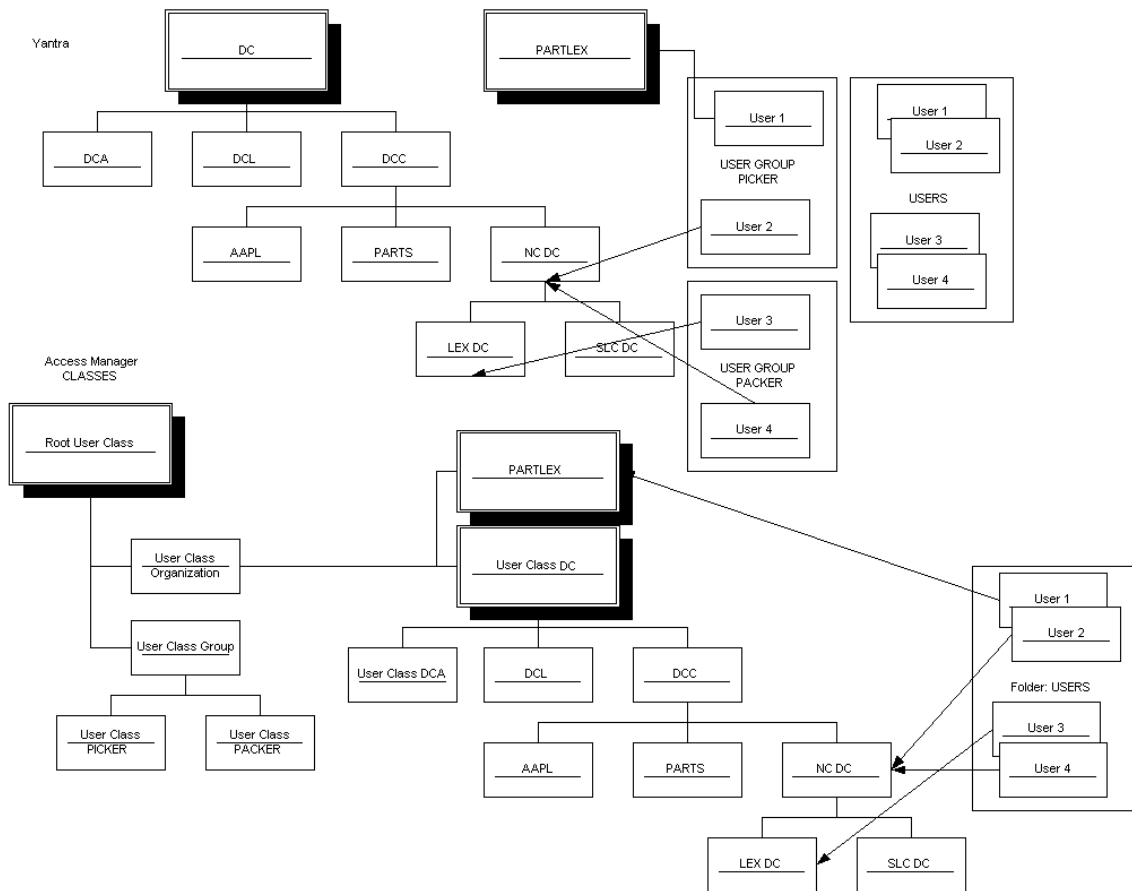 Yantra
DC
PARTLEX
DCA
DCL
DCC
User 1
USER GROUP
PICKER
User 2
User 1
User 2
USERS
User 3
User 4
AAPL
PARTS
NC DC
LEX DC
SLC DC
User 3
USER GROUP
PACKER
User 4
Access Manager
CLASSES
Root User Class
PARTLEX
User Class
Organization
User Class DC
User Class Group
User Class
PICKER
User Class
PACKER
User Class DCA
DCL
DCC
User 1
User 2
Folder: USERS
User 3
User 4
AAPL
PARTS
NC DC
LEX DC
SLC DC